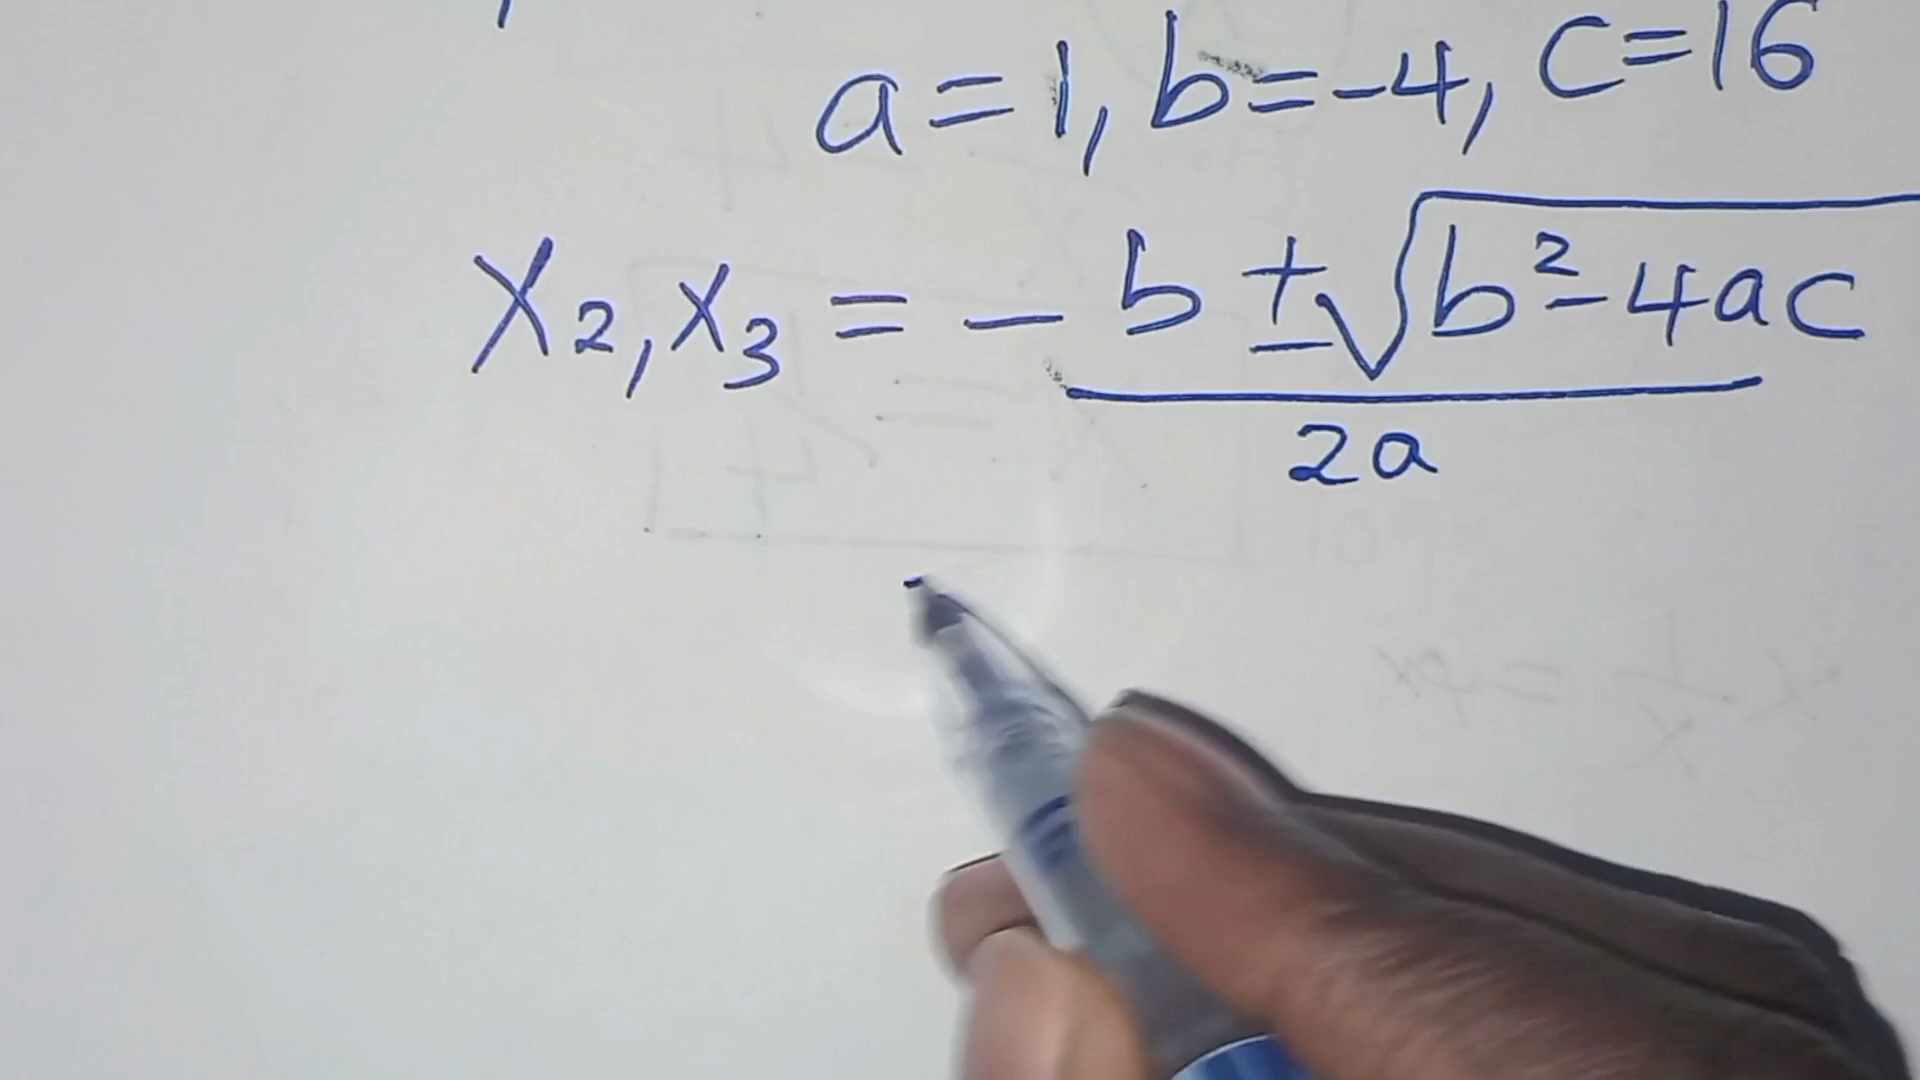 a=1, b=-4, c=16
x₂,x₃ = -b±√b²-4ac
2a